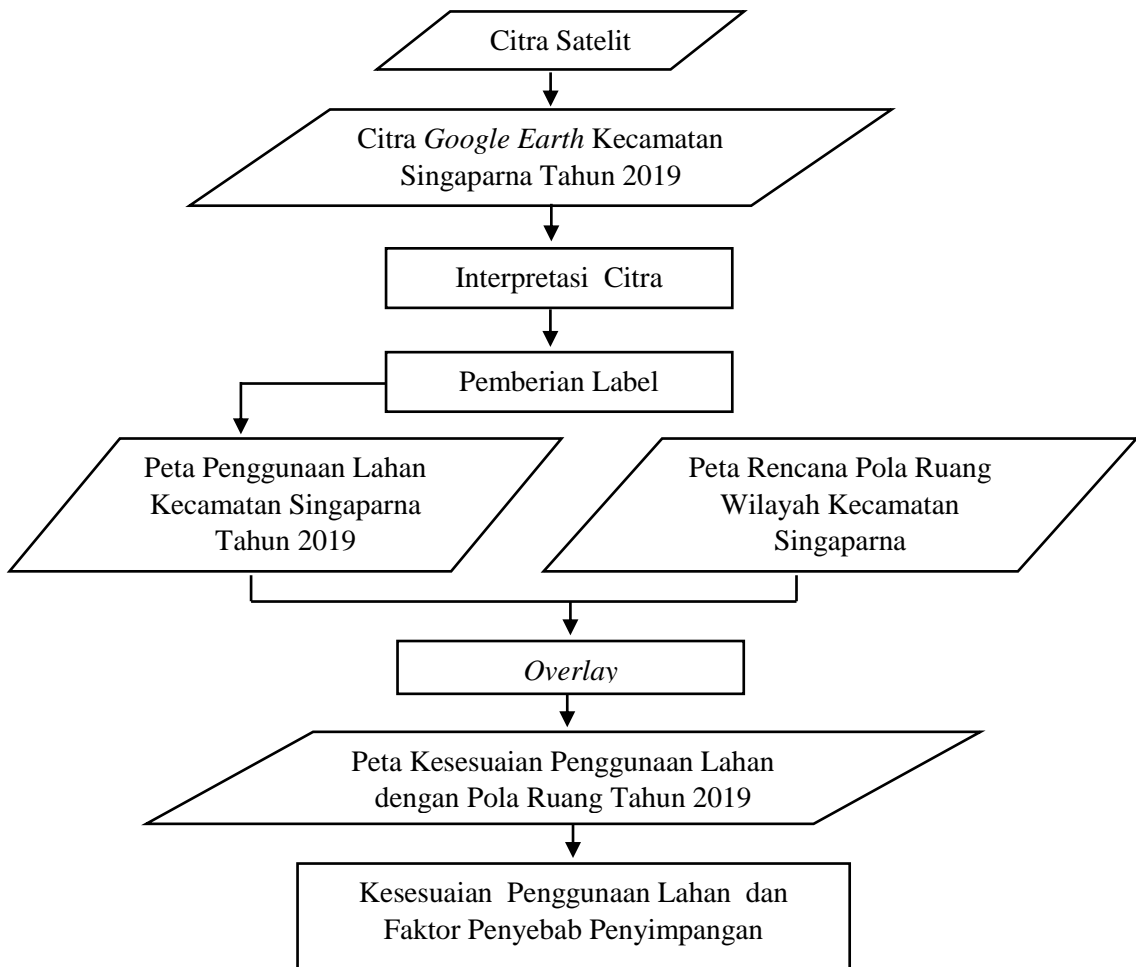 Citra Satelit
Citra Google Earth Kecamatan
Singaparna Tahun 2019
Interpretasi Citra
Pemberian Label
Peta Penggunaan Lahan
Kecamatan Singaparna
Tahun 2019
Peta Rencana Pola Ruang
Wilayah Kecamatan
Singaparna
Overlay
Peta Kesesuaian Penggunaan Lahan
dengan Pola Ruang Tahun 2019
Kesesuaian Penggunaan Lahan dan
Faktor Penyebab Penyimpangan